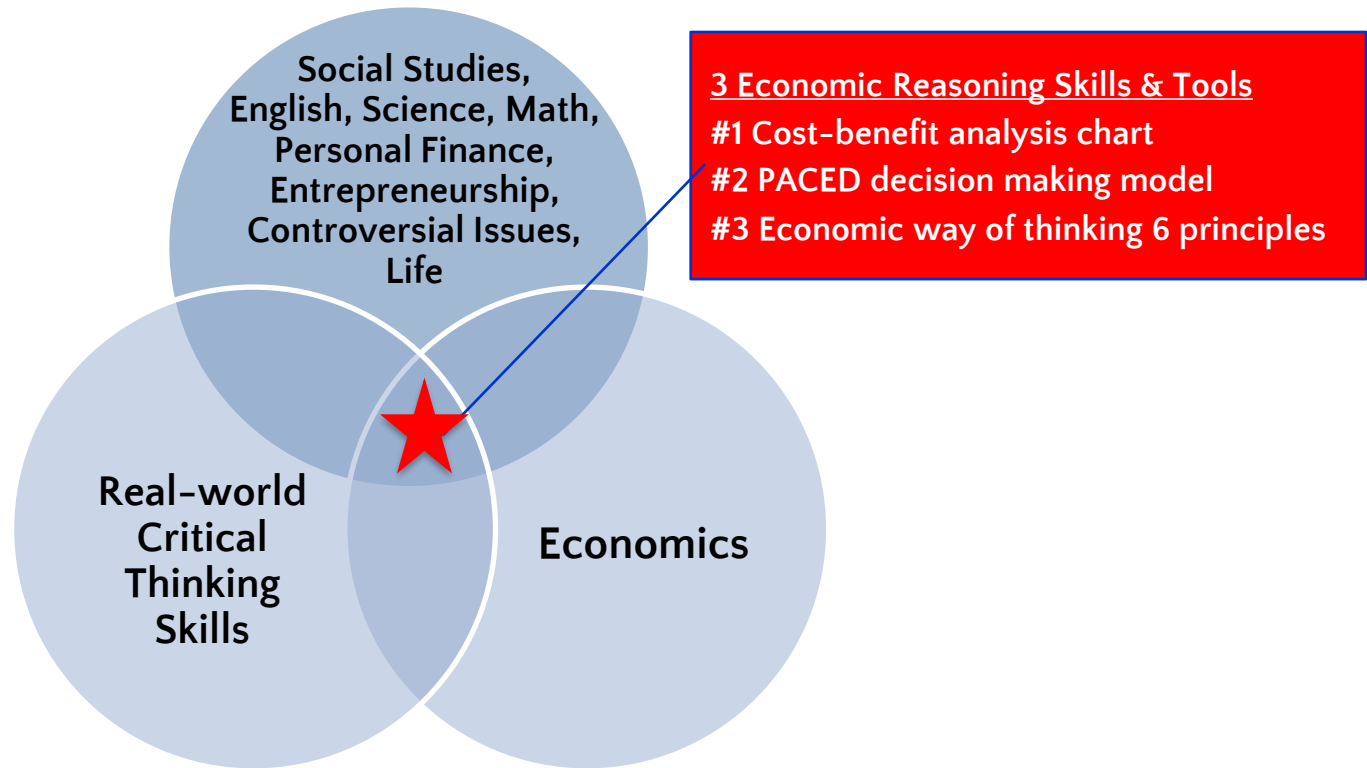 Social Studies,
English, Science, Math,
Personal Finance,
Entrepreneurship,
Controversial Issues,
Life
3 Economic Reasoning Skills & Tools
#1 Cost-benefit analysis chart
#2 PACED decision making model
#3 Economic way of thinking 6 principles
Real-world
Critical
Thinking
Skills
Economics